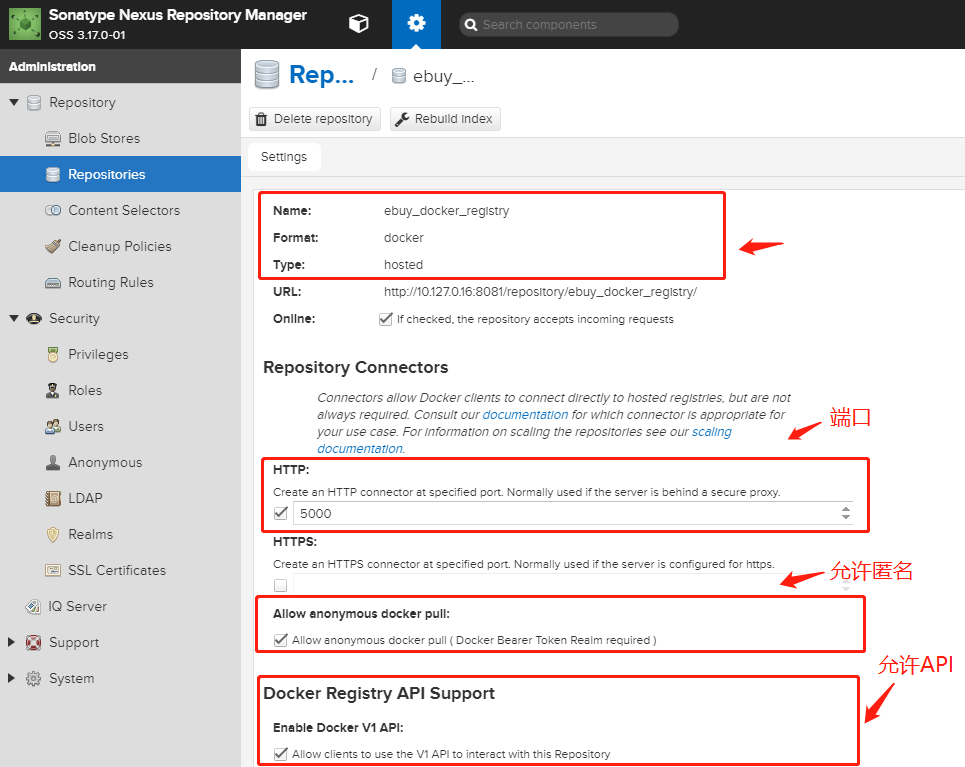 Sonatype Nexus Repository Manager
OSS 3.17.0-01
Search components
Administration
Repository
Blob Stores
Repositories
Content Selectors
Cleanup Policies
Routing Rules
Security
Privileges
Roles
Users
Anonymous
LDAP
Realms
SSL Certificates
IQ Server
Support
System
Rep... / ebuy_...
Delete repository
Rebuild index
Settings
Name: ebuy_docker_registry
Format: docker
Type: hosted
URL: http://10.127.0.16:8081/repository/ebuy_docker_registry/
Online: If checked, the repository accepts incoming requests
Repository Connectors
Connectors allow Docker clients to connect directly to hosted registries, but are not
always required. Consult our documentation for which connector is appropriate for
your use case. For information on scaling the repositories see our scaling
documentation.
端口
HTTP:
Create an HTTP connector at specified port. Normally used if the server is behind a secure proxy.
5000
HTTPS:
Create an HTTPS connector at specified port. Normally used if the server is configured for https.
允许匿名
Allow anonymous docker pull:
Allow anonymous docker pull ( Docker Bearer Token Realm required )
允许API
Docker Registry API Support
Enable Docker V1 API:
Allow clients to use the V1 API to interact with this Repository